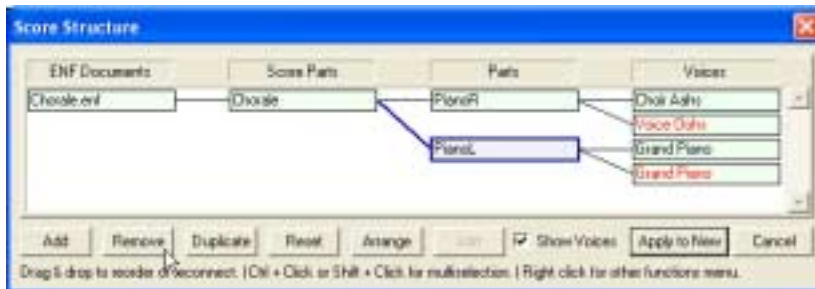 Score Structure
ENF Documents Score Parts Parts Voices
Chorale.enf Chorale PianoR Choir Aahs
Voice Oohs
PianoL Grand Piano
Grand Piano
Add Remove Duplicate Reset Arrange Show Voices Apply to New Cancel
Drag & drop to reorder or reconnect. | Ctrl + Click or Shift + Click for multiselection. | Right click for other functions menu.